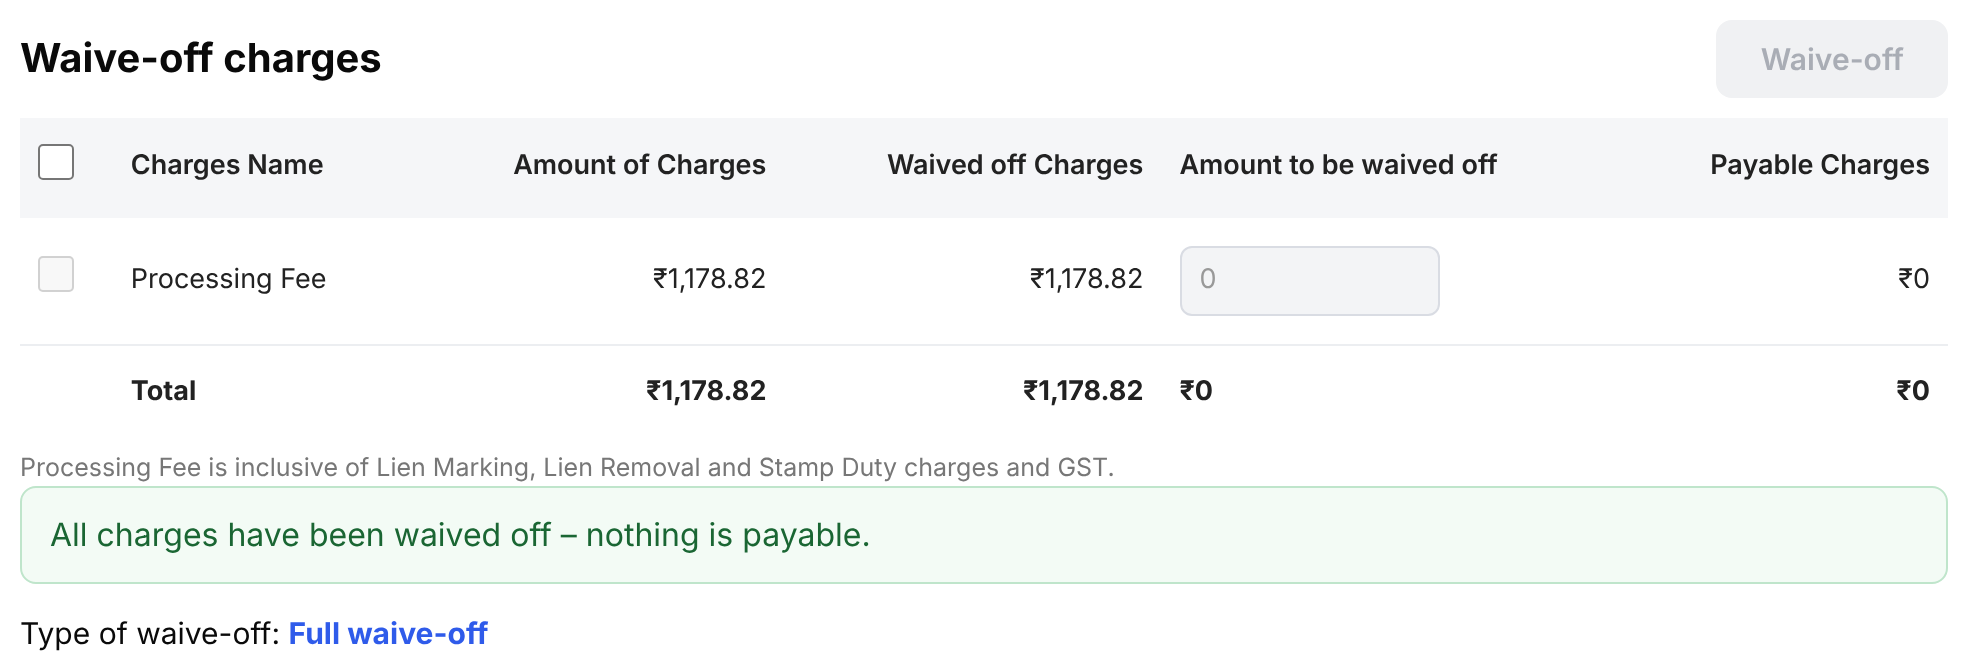 Waive-off charges
Waive-off
Charges Name Amount of Charges Waived off Charges Amount to be waived off Payable Charges
Processing Fee ₹1,178.82 ₹1,178.82 0 ₹0
Total ₹1,178.82 ₹1,178.82 ₹0 ₹0
Processing Fee is inclusive of Lien Marking, Lien Removal and Stamp Duty charges and GST.
All charges have been waived off – nothing is payable.
Type of waive-off: Full waive-off